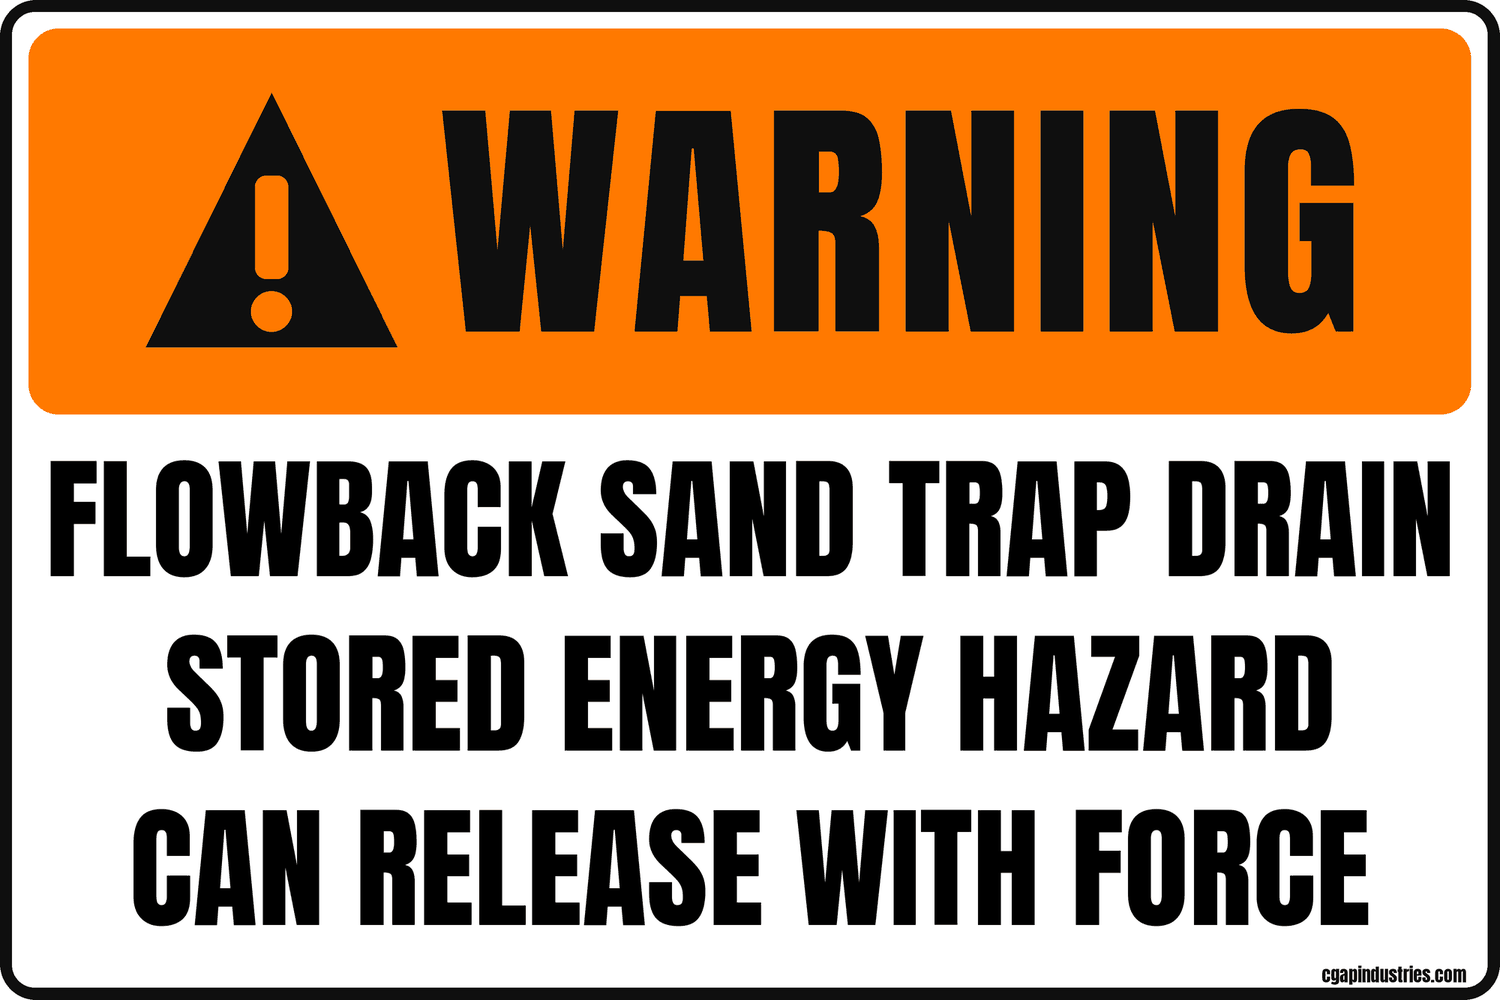 WARNING
FLOWBACK SAND TRAP DRAIN
STORED ENERGY HAZARD
CAN RELEASE WITH FORCE
cgapindustries.com